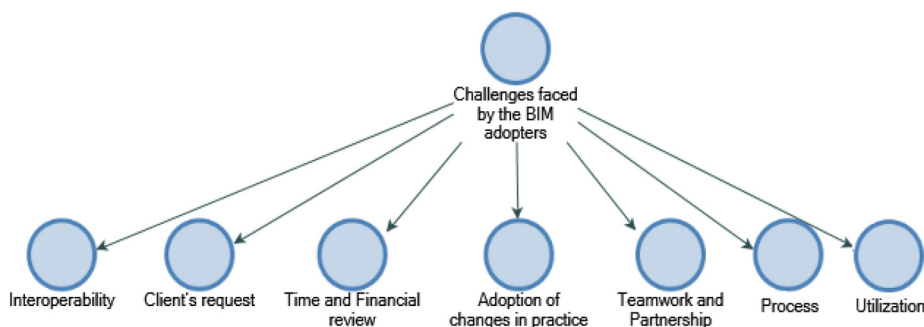 Challenges faced
by the BIM
adopters
Interoperability
Client's request
Time and Financial
review
Adoption of
changes in practice
Teamwork and
Partnership
Process
Utilization